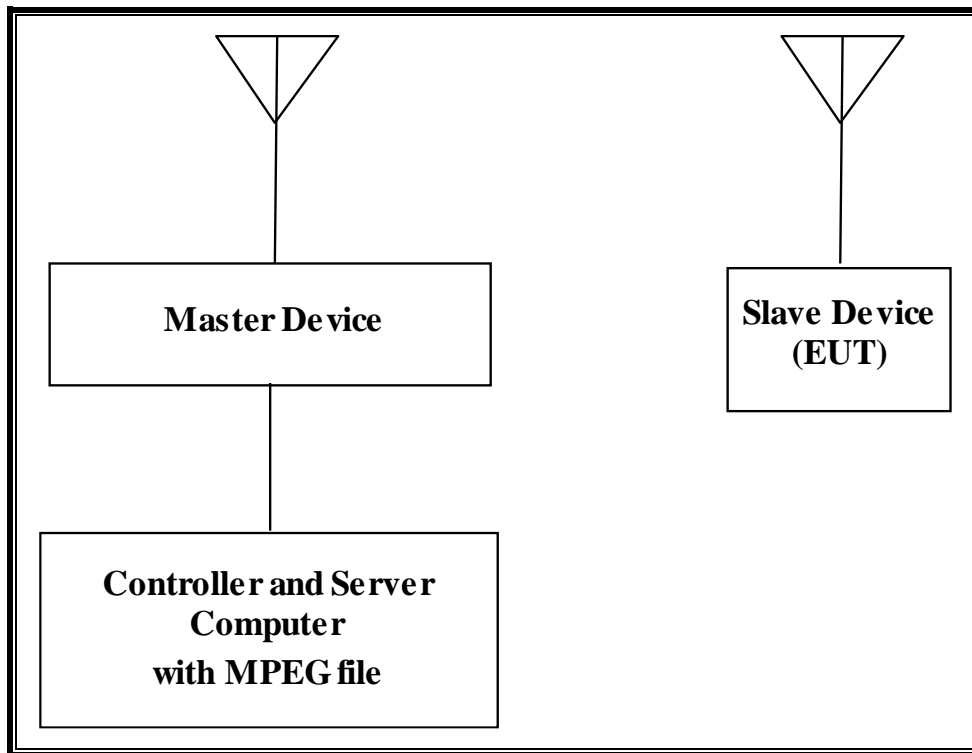 Master Device
Slave Device
(EUT)
Controller and Server
Computer
with MPEG file